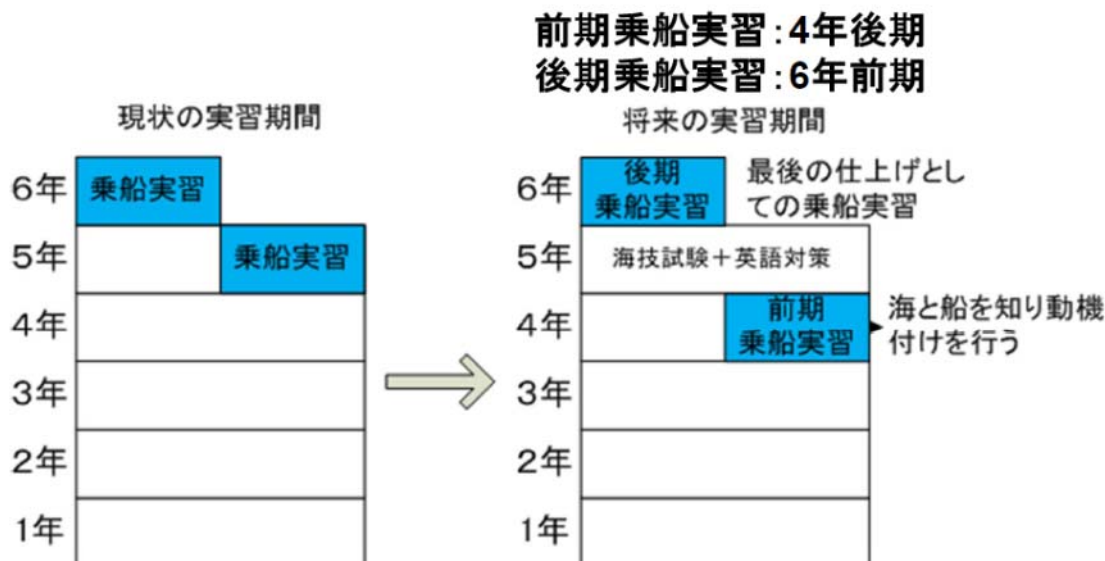 前期乗船実習:4年後期
後期乗船実習:6年前期
現状の実習期間
6年
乗船実習
5年
乗船実習
4年
3年
2年
1年
将来の実習期間
6年
後期
乗船実習
最後の仕上げとし
ての乗船実習
5年
海技試験+英語対策
4年
前期
乗船実習
海と船を知り動機
付けを行う
3年
2年
1年